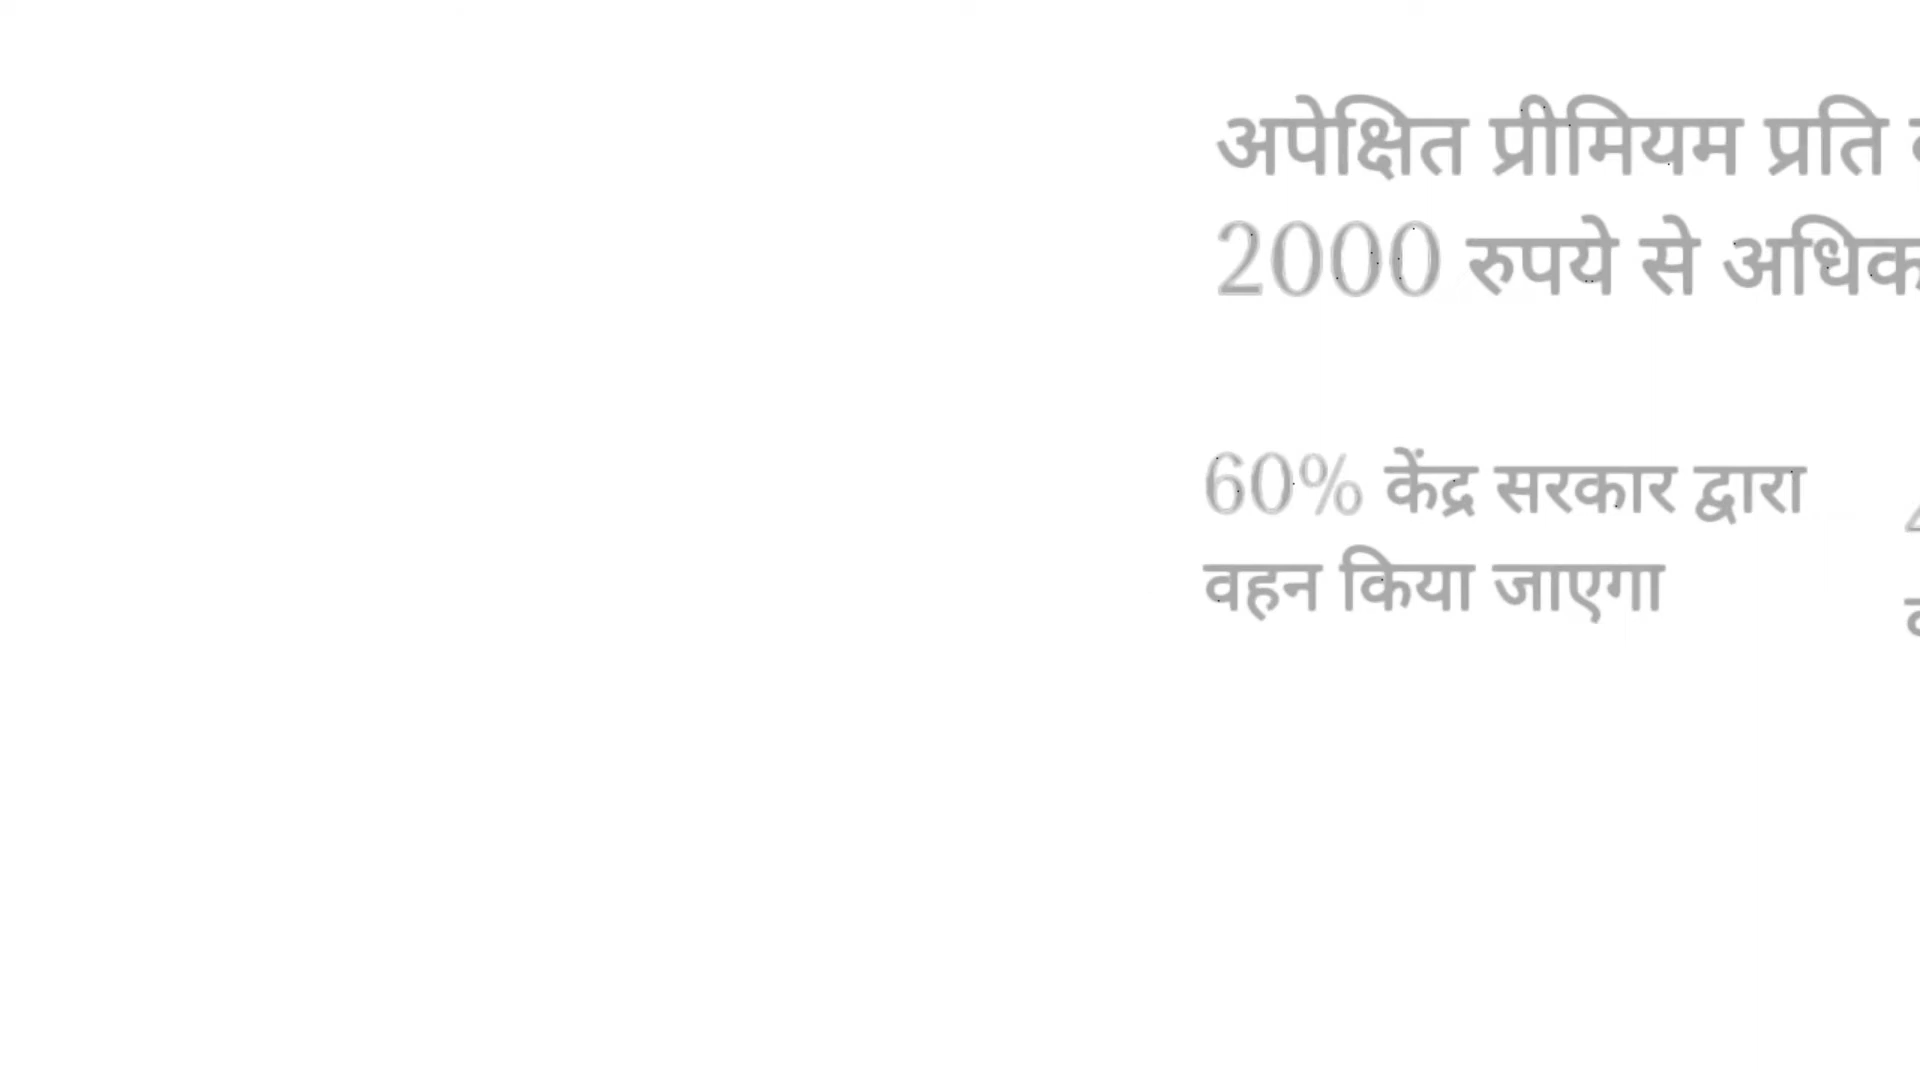 अपेक्षित प्रीमियम प्रति
2000 रुपये से अधिक
60% केंद्र सरकार द्वारा
वहन किया जाएगा